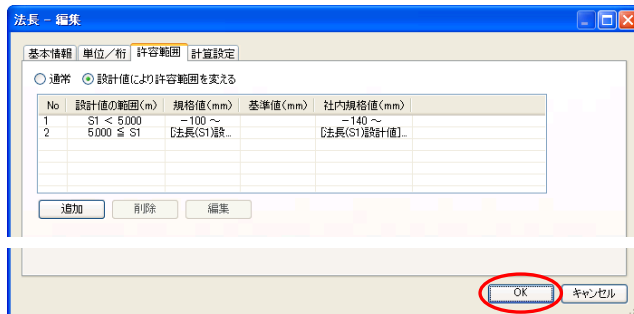 法長 - 編集
基本情報 単位／桁 許容範囲 計算設定
通常 設計値により許容範囲を変える
No 設計値の範囲(m) 規格値(mm) 基準値(mm) 社内規格値(mm)
1 S1 < 5.000 -100 ～ -140 ～
2 5.000 ≦ S1 [法長(S1)設... [法長(S1)設計値]...
追加 削除 編集
OK キャンセル